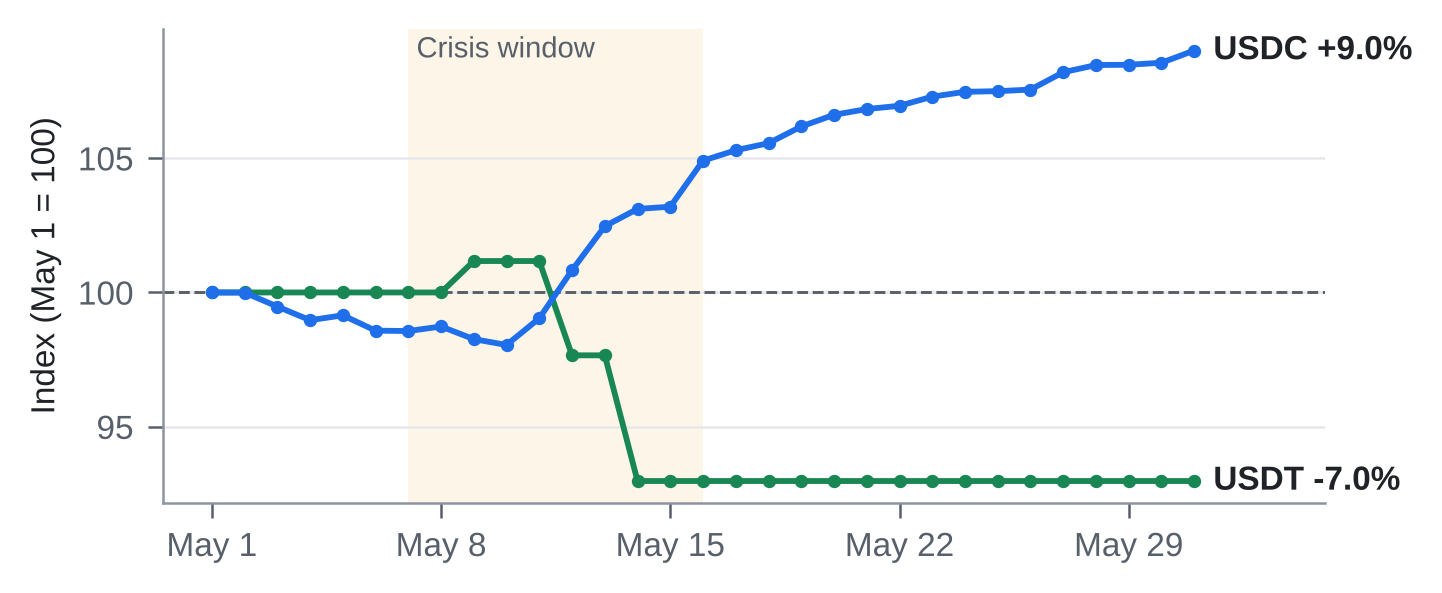 Crisis window
USDC +9.0%
Index (May 1 = 100)
105
100
95
USDT -7.0%
May 1
May 8
May 15
May 22
May 29